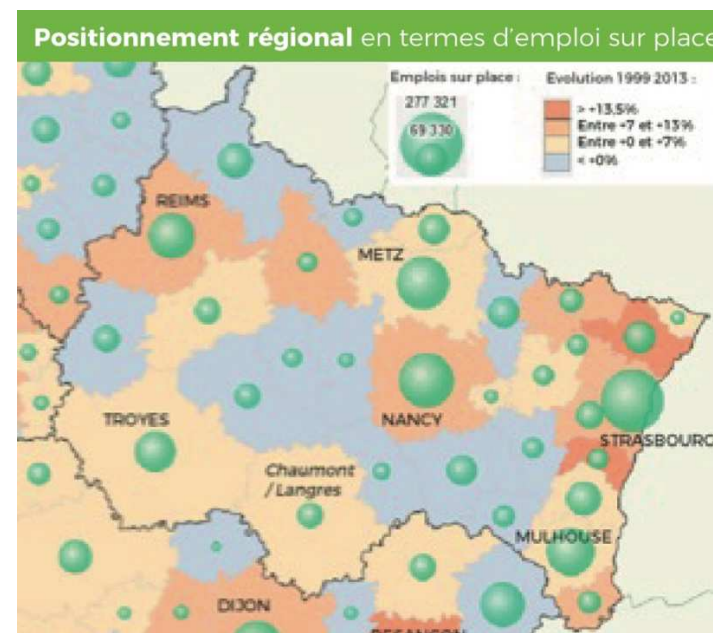 Positionnement régional en termes d'emploi sur place
Emplois sur place :
277 321
69 330
Evolution 1999 2013 :
> +13.5%
Entre +7 et +13%
Entre +0 et +7%
< +0%
REIMS
METZ
TROYES
NANCY
STRASBOURG
Chaumont
/ Langres
MULHOUSE
DIJON
BESANCON